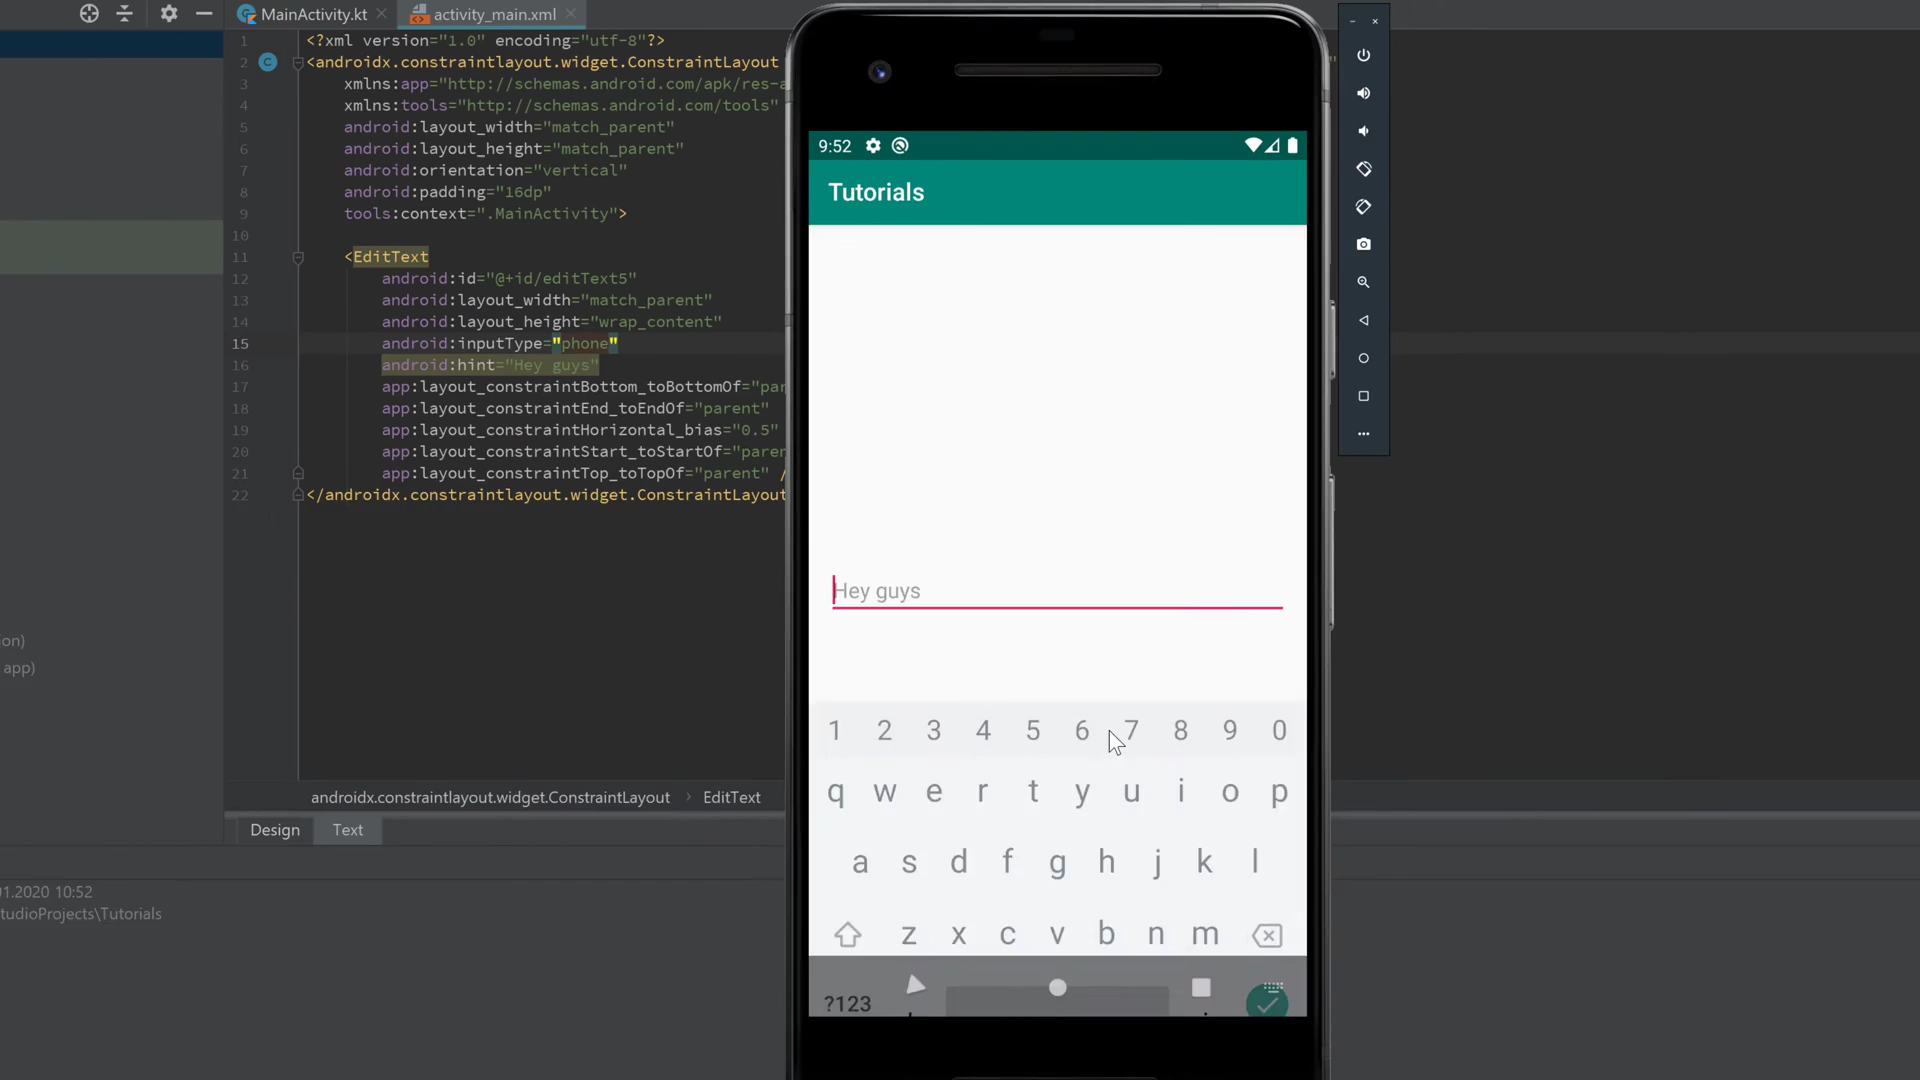 MainActivity.kt
activity_main.xml
1 <?xml version="1.0" encoding="utf-8"?>
2 <androidx.constraintlayout.widget.ConstraintLayout
3 xmlns:app="http://schemas.android.com/apk/res-a
4 xmlns:tools="http://schemas.android.com/tools"
5 android:layout_width="match_parent"
6 android:layout_height="match_parent"
7 android:orientation="vertical"
8 android:padding="16dp"
9 tools:context=".MainActivity">
10
11 <EditText
12 android:id="@+id/editText5"
13 android:layout_width="match_parent"
14 android:layout_height="wrap_content"
15 android:inputType="phone"
16 android:hint="Hey guys"
17 app:layout_constraintBottom_toBottomOf="par
18 app:layout_constraintEnd_toEndOf="parent"
19 app:layout_constraintHorizontal_bias="0.5"
20 app:layout_constraintStart_toStartOf="paren
21 app:layout_constraintTop_toTopOf="parent" /
22 </androidx.constraintlayout.widget.ConstraintLayout
ion)
app)
androidx.constraintlayout.widget.ConstraintLayout › EditText
Design Text
01.2020 10:52
tudioProjects\Tutorials
9:52
Tutorials
Hey guys
1 2 3 4 5 6 7 8 9 0
q w e r t y u i o p
a s d f g h j k l
z x c v b n m
?123